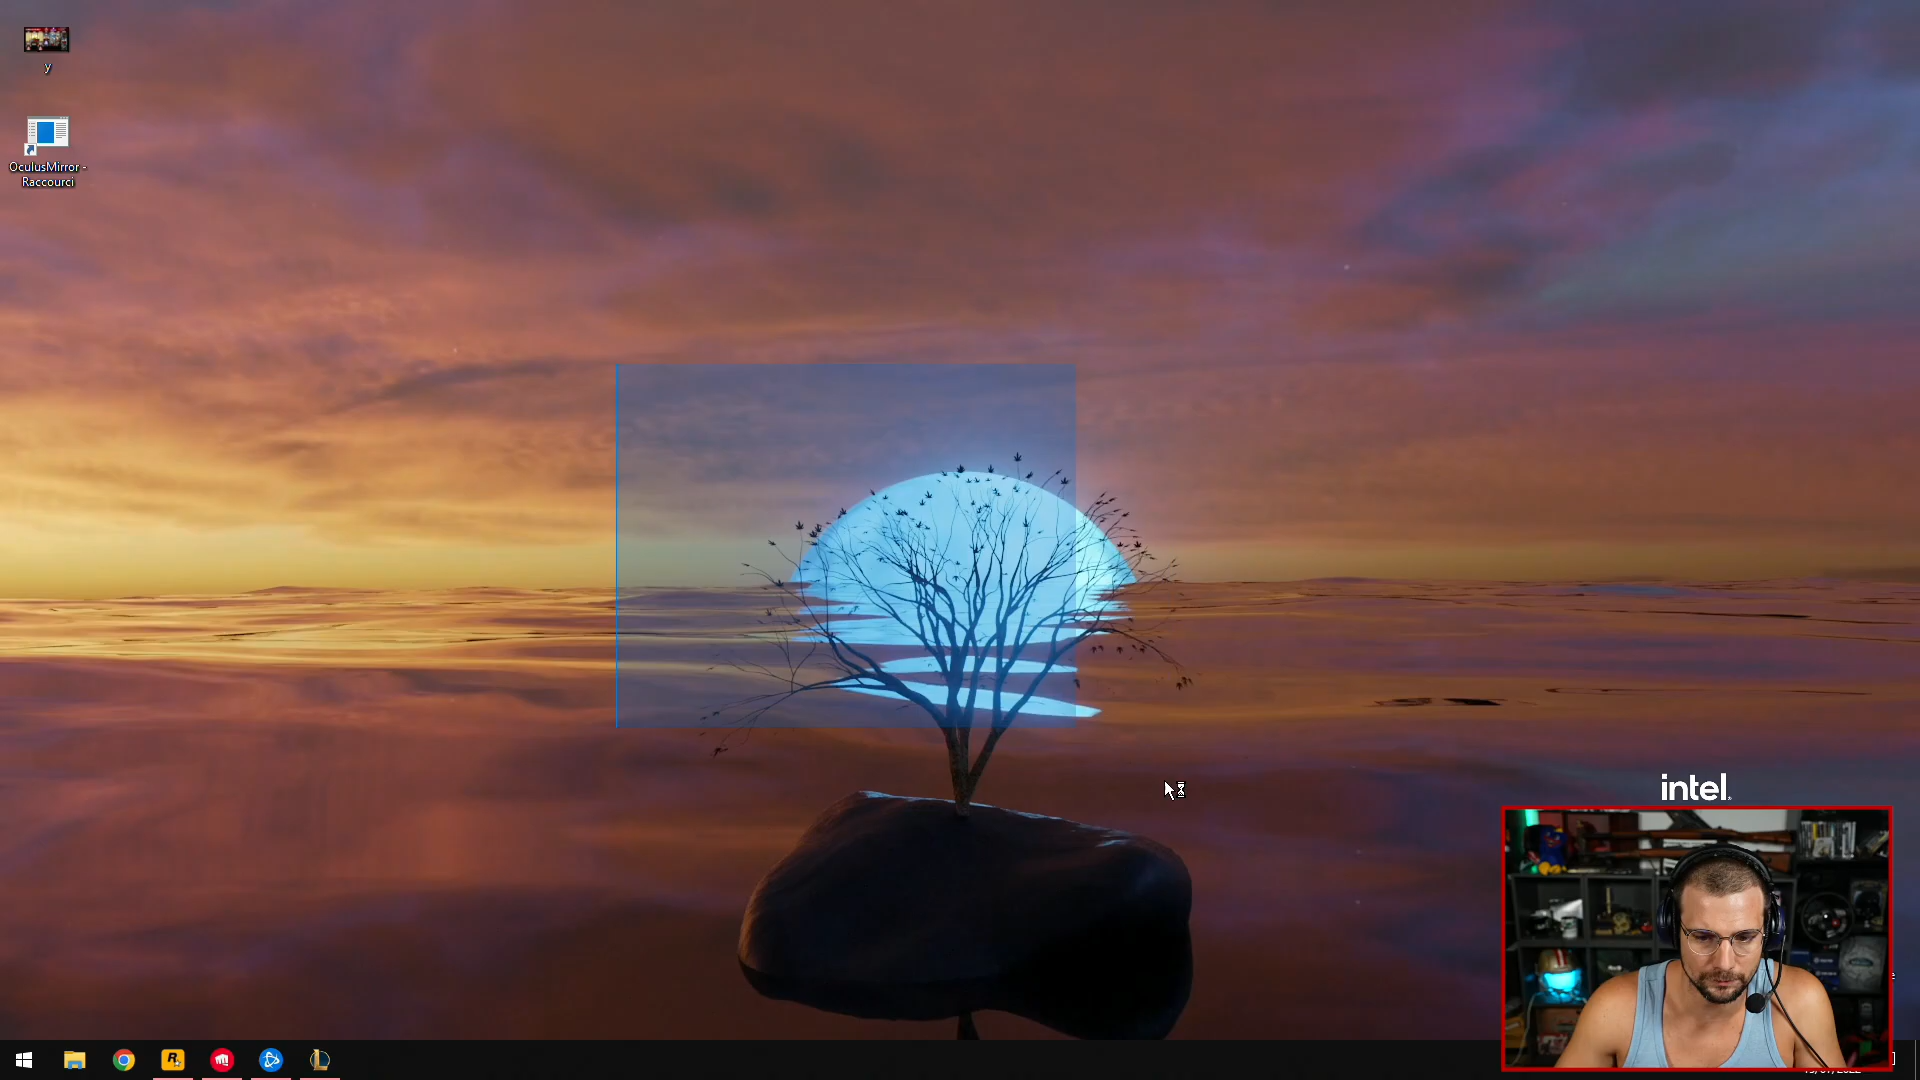 y
OculusMirror -
Raccourci
intel.